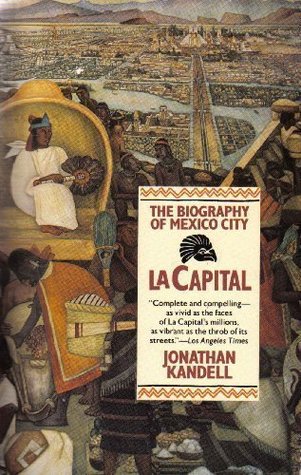 THE BIOGRAPHY
OF MEXICO CITY
LA CAPITAL
"Complete and compelling—
as vivid as the faces
of La Capital's millions,
as vibrant as the throb of its
streets."—Los Angeles Times
JONATHAN
KANDELL